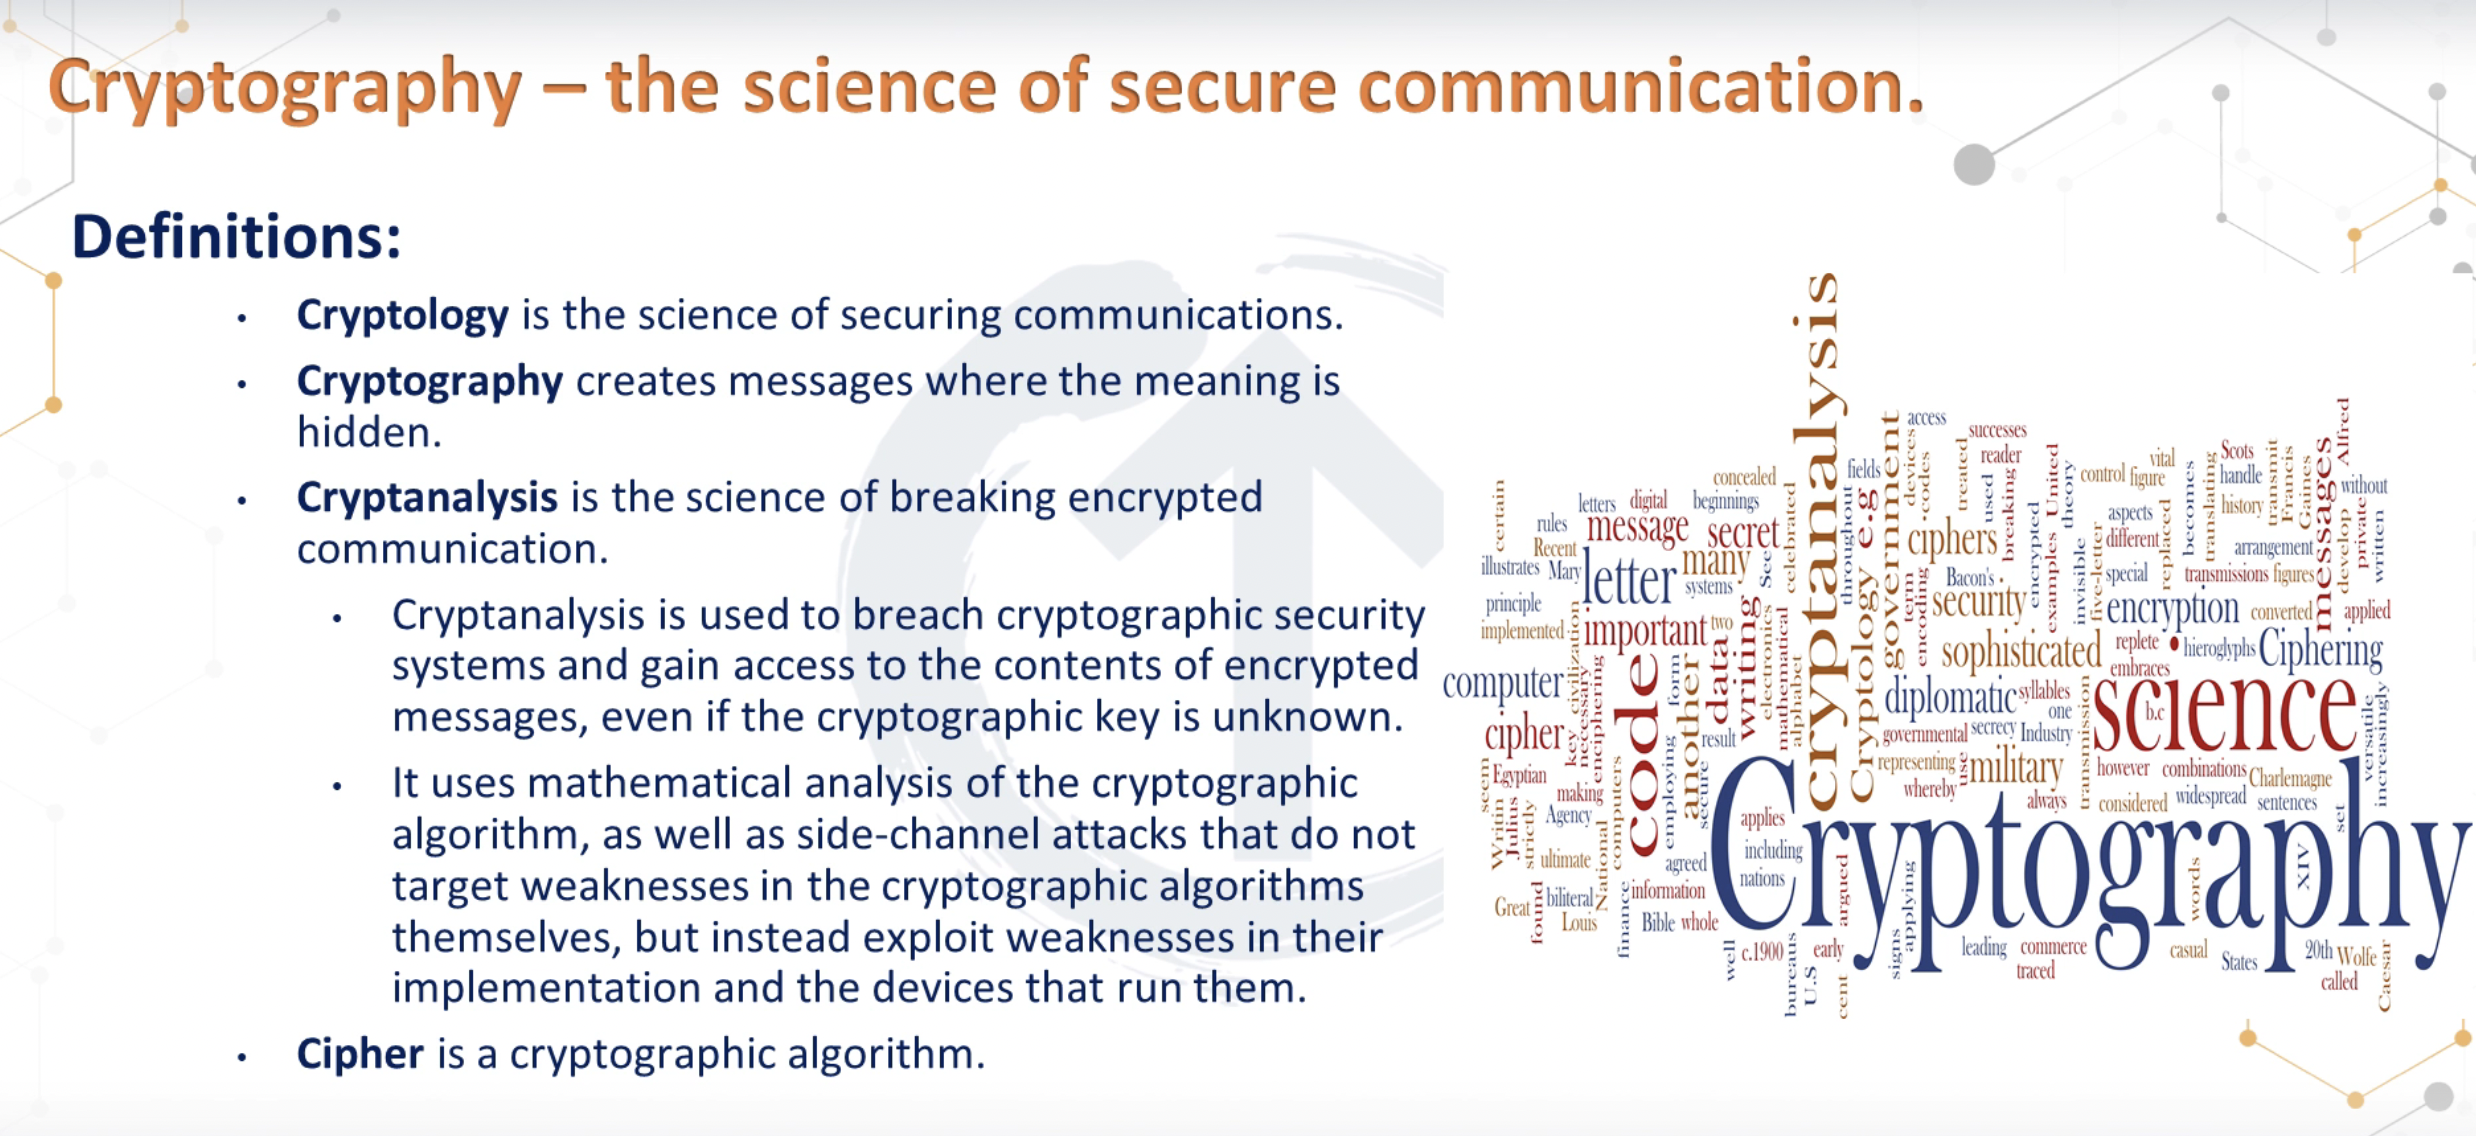 Cryptography – the science of secure communication.
Definitions:
• Cryptology is the science of securing communications.
• Cryptography creates messages where the meaning is
hidden.
• Cryptanalysis is the science of breaking encrypted
communication.
• Cryptanalysis is used to breach cryptographic security
systems and gain access to the contents of encrypted
messages, even if the cryptographic key is unknown.
• It uses mathematical analysis of the cryptographic
algorithm, as well as side-channel attacks that do not
target weaknesses in the cryptographic algorithms
themselves, but instead exploit weaknesses in their
implementation and the devices that run them.
• Cipher is a cryptographic algorithm.
cryptanalysis
access
successes
reader
fields
government
devices
codes
treated
used
breaking
United
theory
control
figure
vital
becomes
translating
Scots
handle
history
transmit
Francis
Gaines
messages
Alfred
without
private
written
develop
certain
concealed
letters
digital
beginnings
rules
message
secret
celebrated
throughout
e.g
Cryptology
ciphers
encrypted
examples
invisible
five-letter
aspects
different
replaced
arrangement
Recent
illustrates
Mary
letter
many
systems
See
term
encoding
Bacon's
security
special
transmissions
figures
principle
implemented
civilization
important
two
encryption
converted
applied
data
writing
electronics
mathematical
alphabet
sophisticated
replete
hieroglyphs
Ciphering
embraces
computer
necessary
enciphering
code
form
another
diplomatic
syllables
one
science
b.c
versatile
increasingly
cipher
key
result
governmental
secrecy
Industry
transmission
seem
Egyptian
making
computers
employing
secure
representing
use
military
however
combinations
Charlemagne
whereby
always
considered
widespread
sentences
set
Writin
Julius
strictly
Agency
National
applies
Cryptography
ultimate
agreed
including
nations
argued
applying
words
XIV
Great
found
biliteral
Louis
finance
information
Bible
whole
well
c.1900
bureaus
U.S
early
cent
signs
leading
commerce
traced
casual
States
20th
Wolfe
called
Caesar